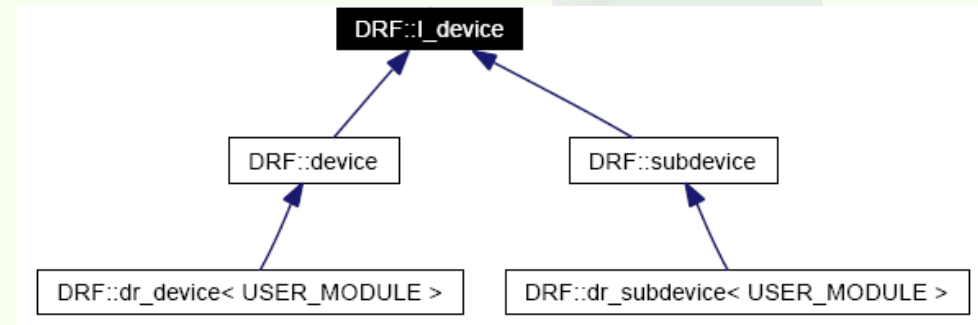 DRF::I_device
DRF::device
DRF::subdevice
DRF::dr_device< USER_MODULE >
DRF::dr_subdevice< USER_MODULE >